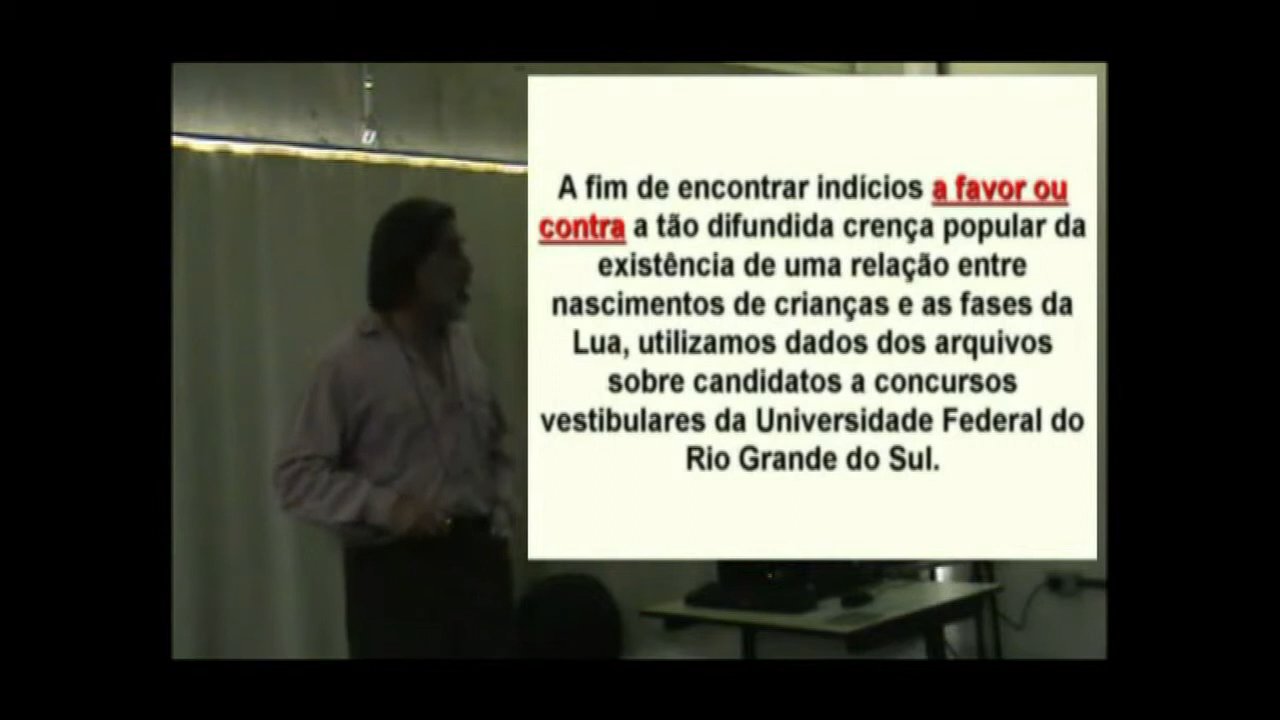 A fim de encontrar indícios a favor ou
contra a tão difundida crença popular da
existência de uma relação entre
nascimentos de crianças e as fases da
Lua, utilizamos dados dos arquivos
sobre candidatos a concursos
vestibulares da Universidade Federal do
Rio Grande do Sul.